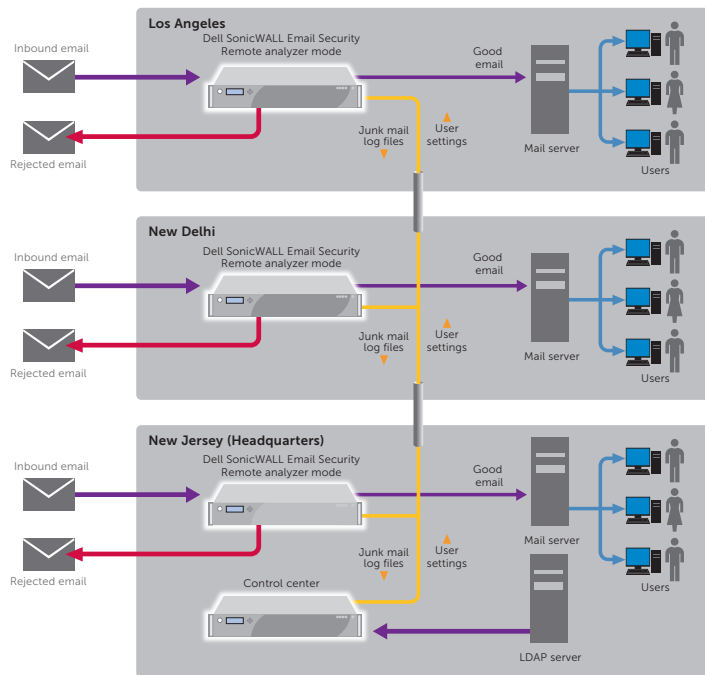 Los Angeles
Inbound email
Dell SonicWALL Email Security
Remote analyzer mode
Good
email
Junk mail
log files
User
settings
Mail server
Rejected email
Users
New Delhi
Inbound email
Dell SonicWALL Email Security
Remote analyzer mode
Good
email
Junk mail
log files
User
settings
Mail server
Rejected email
Users
New Jersey (Headquarters)
Inbound email
Dell SonicWALL Email Security
Remote analyzer mode
Good
email
Junk mail
log files
User
settings
Mail server
Rejected email
Control center
Users
LDAP server